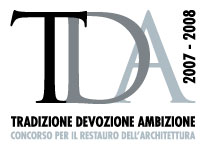 TDA
2007 - 2008
TRADIZIONE DEVOZIONE AMBIZIONE
CONCORSO PER IL RESTAURO DELL'ARCHITETTURA